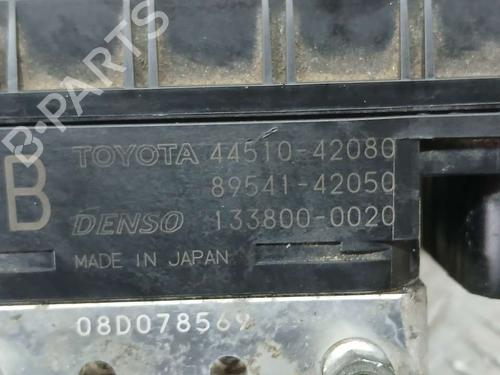 B-PARTS
B
TOYOTA 44510-42080
89541-42050
DENSO 133800-0020
MADE IN JAPAN
08D078569